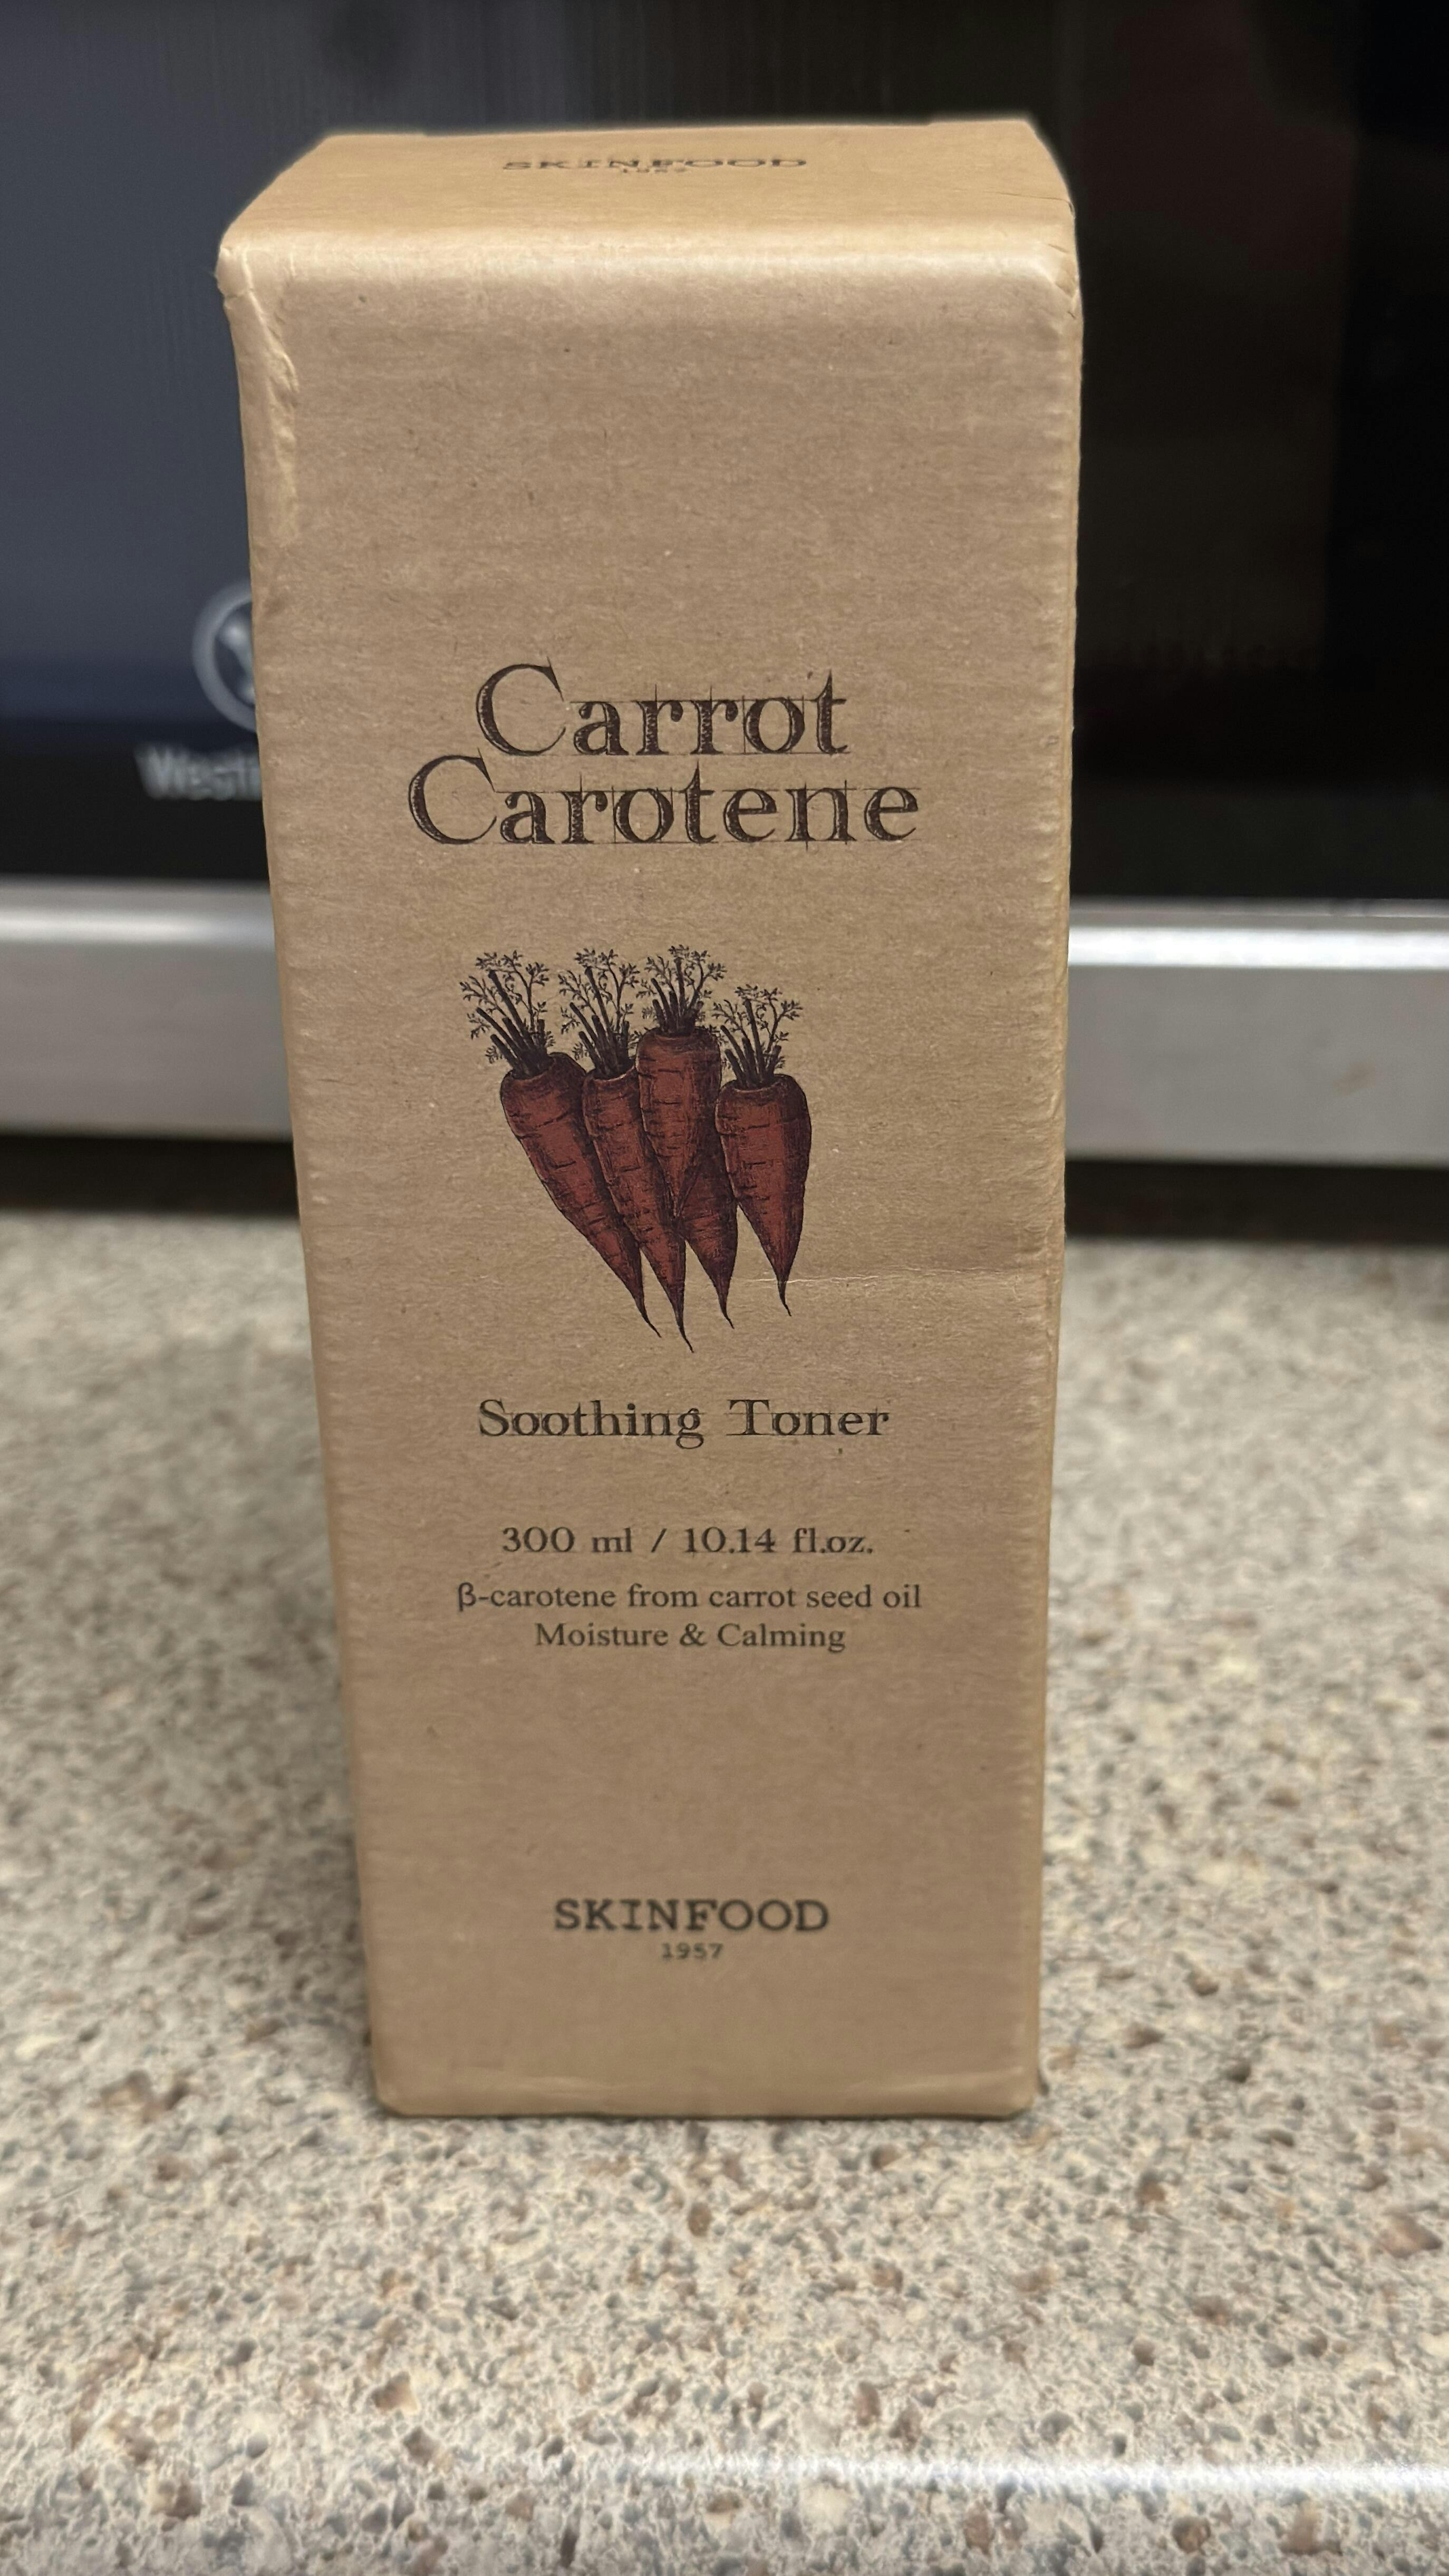 SKINFOOD
1957
Carrot
Carotene
Soothing Toner
300 ml / 10.14 fl.oz.
β-carotene from carrot seed oil
Moisture & Calming
SKINFOOD
1957